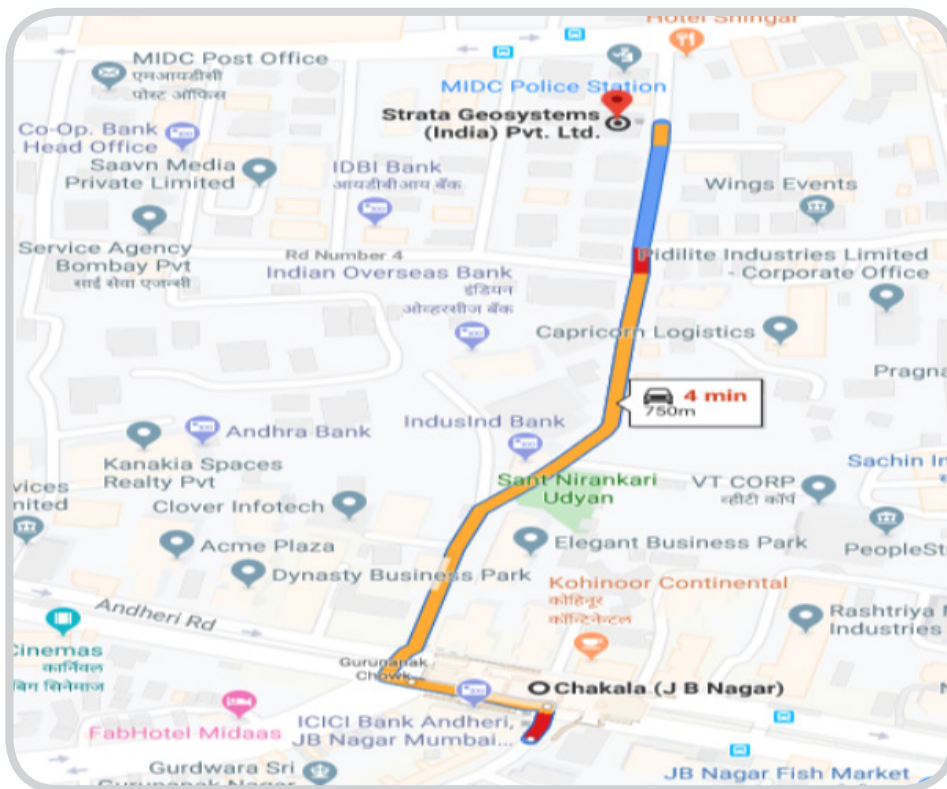 Hotel Shingar
MIDC Post Office
एमआयडीसी
पोस्ट ऑफिस
MIDC Police Station
Strata Geosystems
(India) Pvt. Ltd.
Co-Op. Bank
Head Office
Saavn Media
Private Limited
IDBI Bank
आयडीबीआय बँक
Wings Events
Service Agency
Bombay Pvt
साई सेवा एजन्सी
Rd Number 4
Indian Overseas Bank
इंडियन
ओव्हरसीज बँक
Pidilite Industries Limited
- Corporate Office
Capricorn Logistics
Pragna
4 min
750m
IndusInd Bank
Andhra Bank
Kanakia Spaces
Realty Pvt
Sant Nirankari
Udyan
VT CORP
व्हीटी कॉर्प
Sachin In
vices
nited
Clover Infotech
Acme Plaza
Elegant Business Park
PeopleSt
Dynasty Business Park
Kohinoor Continental
कोहिनूर
कॉन्टिनेन्टल
Andheri Rd
Rashtriya
Industries
Cinemas
कार्निवल
बिग सिनेमाज
Gurunanak
Chowk
Chakala (J B Nagar)
ICICI Bank Andheri,
JB Nagar Mumbai...
FabHotel Midaas
Gurdwara Sri
Gurunanak Nagar
JB Nagar Fish Market